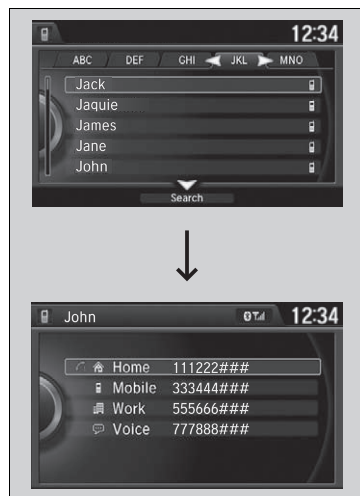 12:34
ABC DEF GHI JKL MNO
Jack
Jaquie
James
Jane
John
Search
John 12:34
Home 111222###
Mobile 333444###
Work 555666###
Voice 777888###